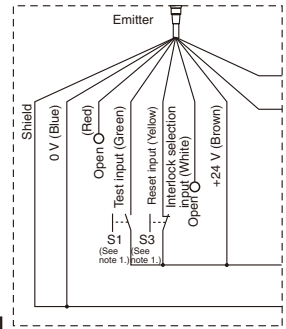 Emitter
Shield
0 V (Blue)
(Red)
Open
Test input (Green)
Reset input (Yellow)
Interlock selection
input (White)
Open
+24 V (Brown)
S1
(See
note 1.)
S3
(See
note 1.)